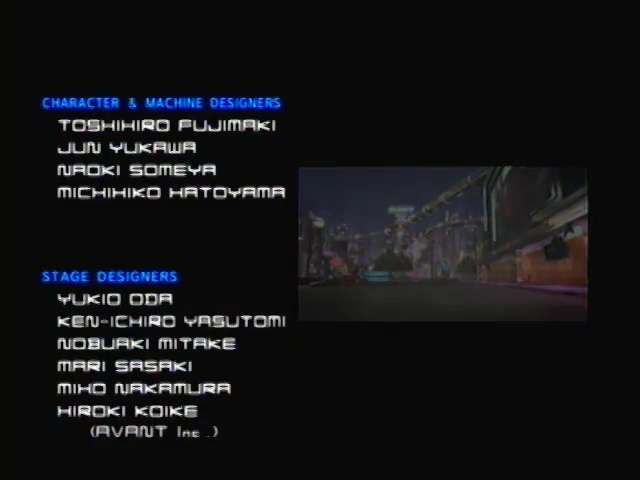 CHARACTER & MACHINE DESIGNERS
TOSHIHIRO FUJIMAKI
JUN YUKAWA
NAOKI SOMEYA
MICHIHIKO HATOYAMA
STAGE DESIGNERS
YUKIO ODA
KEN-ICHIRO YASUTOMI
NOBUAKI MITAKE
MARI SASAKI
MIHO NAKAMURA
HIROKI KOIKE
(AVANT Inc.)